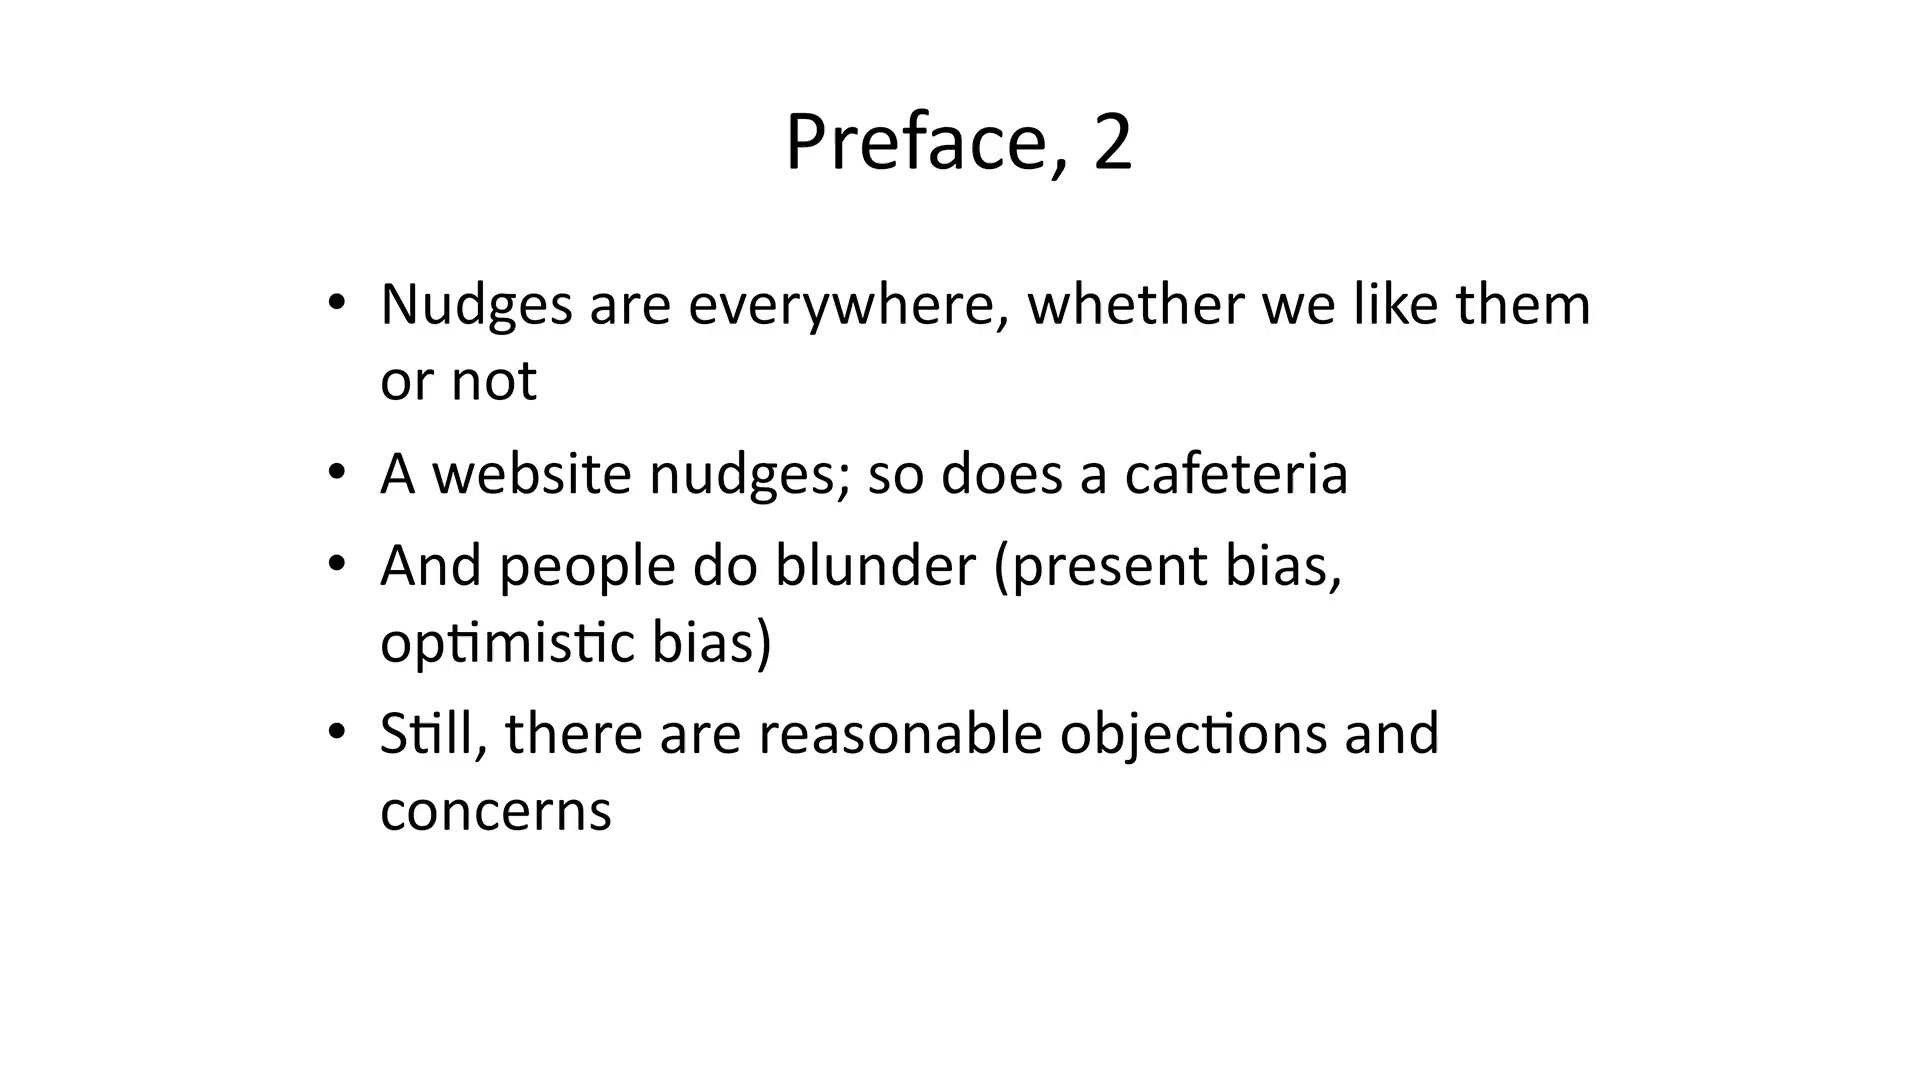 Preface, 2
• Nudges are everywhere, whether we like them
or not
• A website nudges; so does a cafeteria
• And people do blunder (present bias,
optimistic bias)
• Still, there are reasonable objections and
concerns